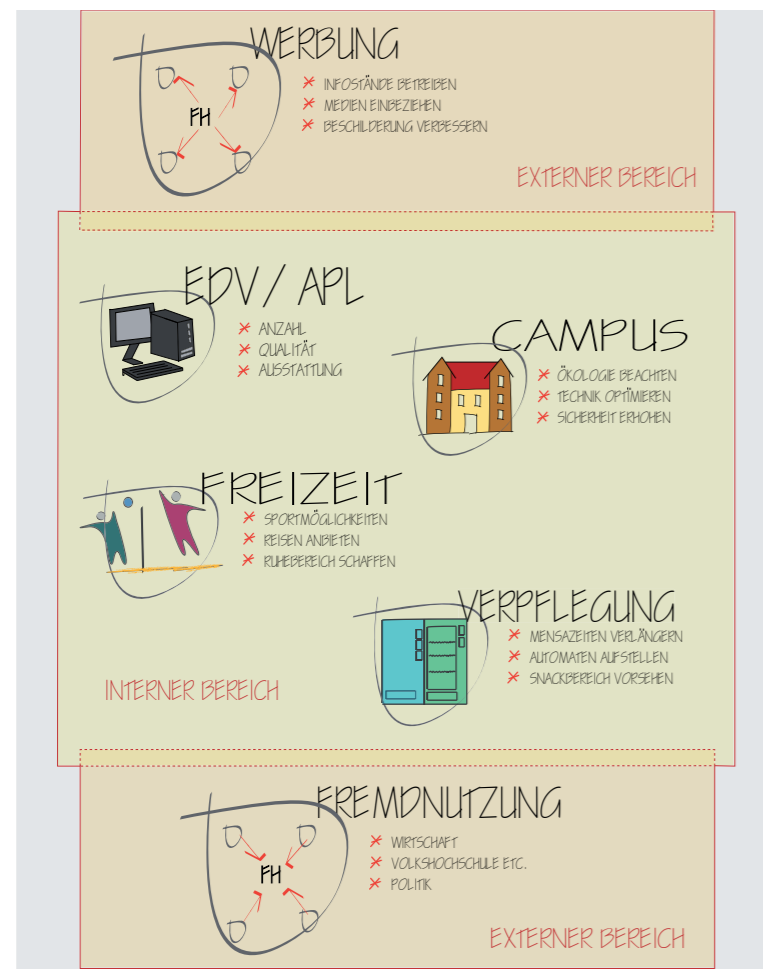 WERBUNG
INFOSTÄNDE BETREIBEN
MEDIEN EINBEZIEHEN
BESCHILDERUNG VERBESSERN
D D
FH
D D
EXTERNER BEREICH
EDV / APL
ANZAHL
QUALITÄT
AUSSTATTUNG
CAMPUS
ÖKOLOGIE BEACHTEN
TECHNIK OPTIMIEREN
SICHERHEIT ERHÖHEN
FREIZEIT
SPORTMÖGLICHKEITEN
REISEN ANBIETEN
RUHEBEREICH SCHAFFEN
VERPFLEGUNG
MENSAZEITEN VERLÄNGERN
AUTOMATEN AUFSTELLEN
SNACKBEREICH VORSEHEN
INTERNER BEREICH
FREMDNUTZUNG
WIRTSCHAFT
VOLKSHOCHSCHULE ETC.
POLITIK
D D
FH
D D
EXTERNER BEREICH